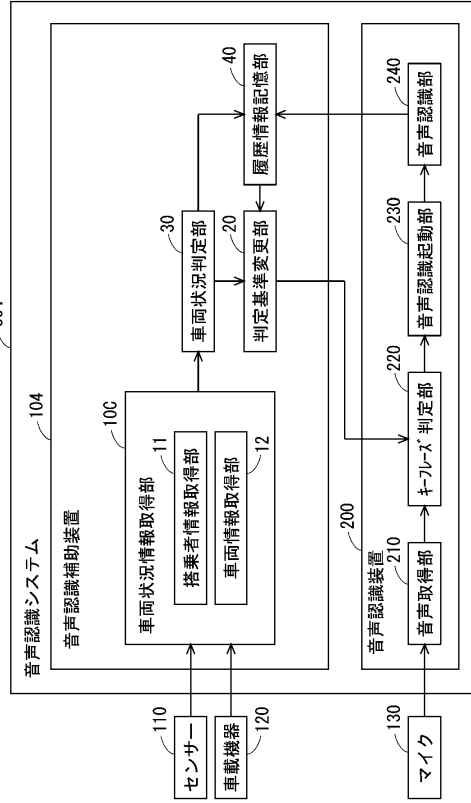 音声認識システム
104
音声認識補助装置
10C
車両状況情報取得部
11
搭乗者情報取得部
12
車両情報取得部
30
車両状況判定部
20
判定基準変更部
40
履歴情報記憶部
110
センサー
120
車載機器
130
マイク
200
音声認識装置
210
音声取得部
220
キーフレーズ判定部
230
音声認識起動部
240
音声認識部